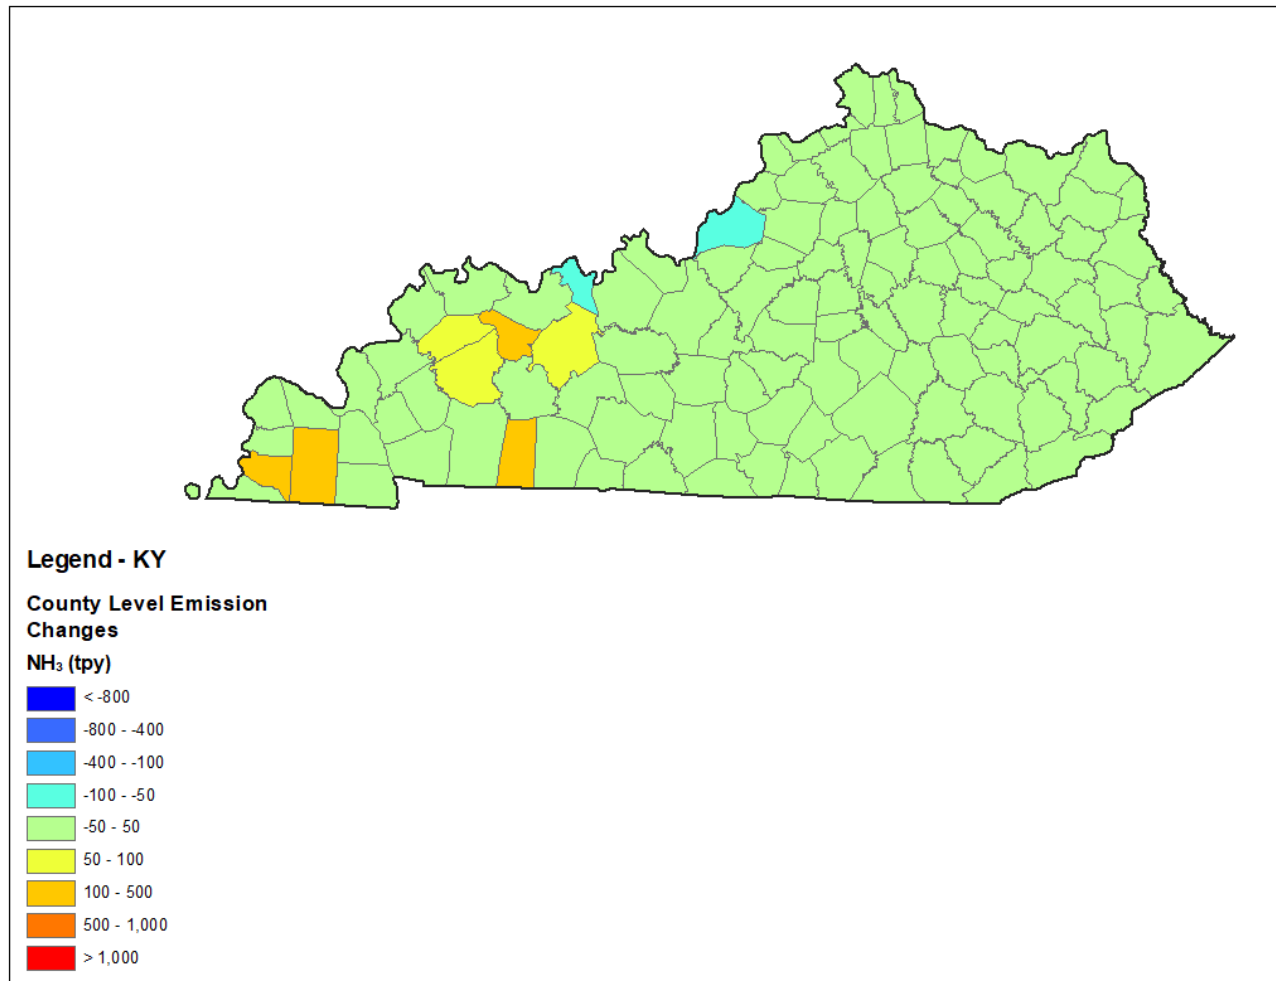 Legend - KY
County Level Emission
Changes
NH₃ (tpy)
< -800
-800 - -400
-400 - -100
-100 - -50
-50 - 50
50 - 100
100 - 500
500 - 1,000
> 1,000